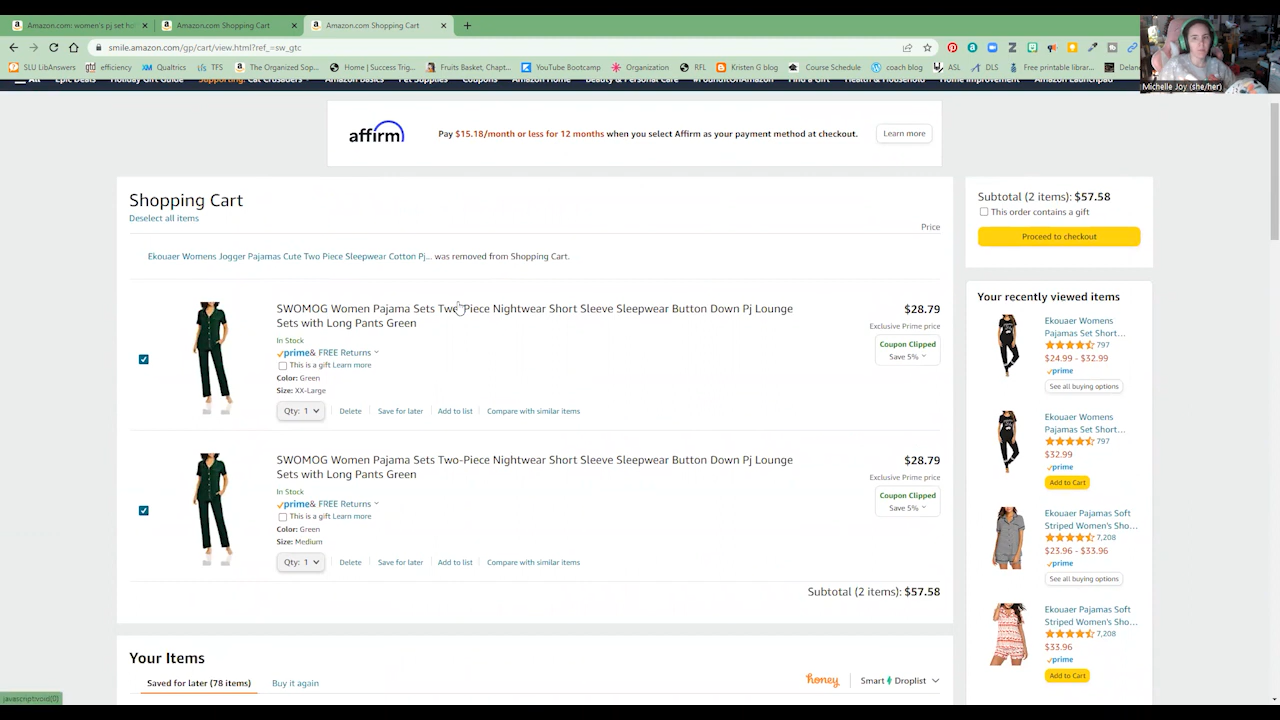 Amazon.com: women's pj set ho
Amazon.com Shopping Cart
Amazon.com Shopping Cart
smile.amazon.com/gp/cart/view.html?ref_=sw_gtc
SLU LibAnswers
efficiency
Qualtrics
TFS
The Organized Sop...
Home | Success Trig...
Fruits Basket, Chapt...
YouTube Bootcamp
Organization
RFL
Kristen G blog
Course Schedule
coach blog
ASL
DLS
Free printable librar...
Delan
Michelle Joy (she/her)
affirm
Pay $15.18/month or less for 12 months when you select Affirm as your payment method at checkout.
Learn more
Shopping Cart
Deselect all items
Price
Ekouaer Womens Jogger Pajamas Cute Two Piece Sleepwear Cotton Pj... was removed from Shopping Cart.
SWOMOG Women Pajama Sets Two-Piece Nightwear Short Sleeve Sleepwear Button Down Pj Lounge
Sets with Long Pants Green
$28.79
Exclusive Prime price
Coupon Clipped
Save 5%
In Stock
prime & FREE Returns
This is a gift Learn more
Color: Green
Size: XX-Large
Qty: 1
Delete
Save for later
Add to list
Compare with similar items
SWOMOG Women Pajama Sets Two-Piece Nightwear Short Sleeve Sleepwear Button Down Pj Lounge
Sets with Long Pants Green
$28.79
Exclusive Prime price
Coupon Clipped
Save 5%
In Stock
prime & FREE Returns
This is a gift Learn more
Color: Green
Size: Medium
Qty: 1
Delete
Save for later
Add to list
Compare with similar items
Subtotal (2 items): $57.58
Your Items
Saved for later (78 items)
Buy it again
honey
Smart Droplist
Subtotal (2 items): $57.58
This order contains a gift
Proceed to checkout
Your recently viewed items
Ekouaer Womens
Pajamas Set Short...
797
$24.99 - $32.99
prime
See all buying options
Ekouaer Womens
Pajamas Set Short...
797
$32.99
prime
Add to Cart
Ekouaer Pajamas Soft
Striped Women's Sho...
7,208
$23.96 - $33.96
prime
See all buying options
Ekouaer Pajamas Soft
Striped Women's Sho...
7,208
$33.96
prime
Add to Cart
javascript:void(0)